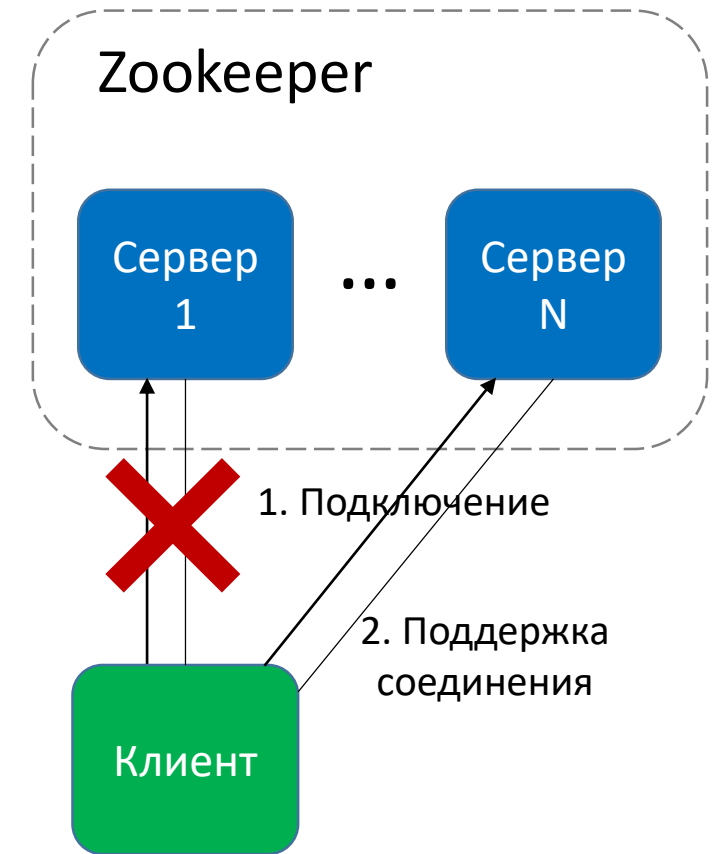 Zookeeper
Сервер
1
...
Сервер
N
1. Подключение
2. Поддержка
соединения
Клиент